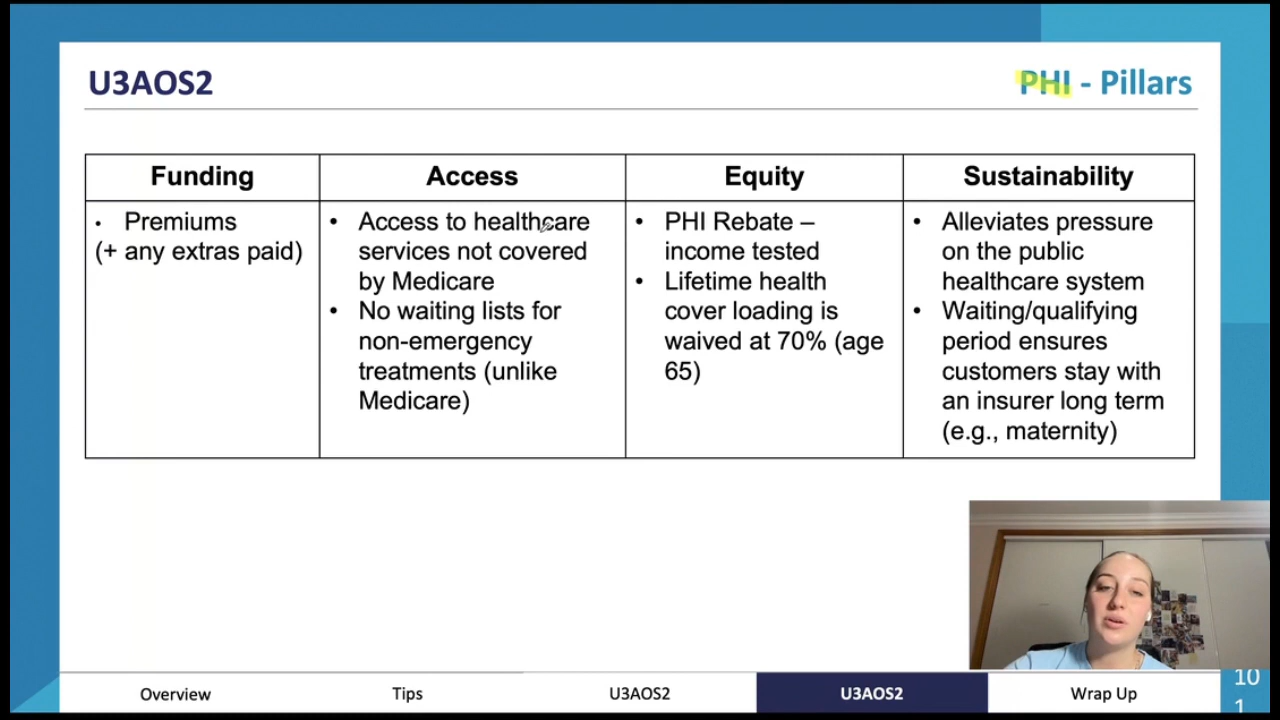 U3AOS2
PHI - Pillars
Funding
Access
Equity
Sustainability
• Premiums
(+ any extras paid)
• Access to healthcare
services not covered
by Medicare
• No waiting lists for
non-emergency
treatments (unlike
Medicare)
• PHI Rebate –
income tested
• Lifetime health
cover loading is
waived at 70% (age
65)
• Alleviates pressure
on the public
healthcare system
• Waiting/qualifying
period ensures
customers stay with
an insurer long term
(e.g., maternity)
Overview
Tips
U3AOS2
U3AOS2
Wrap Up
10
1